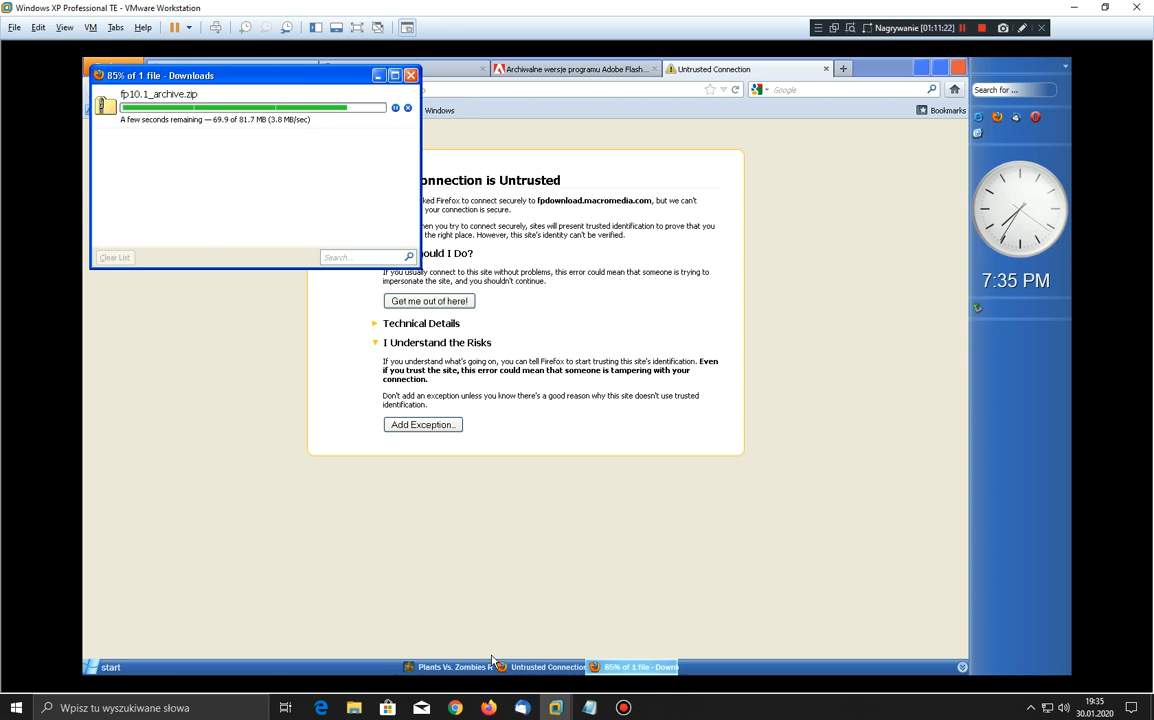 Windows XP Professional TE - VMware Workstation
File Edit View VM Tabs Help
Nagrywanie [01:11:22]
85% of 1 file - Downloads
Archiwalne wersje programu Adobe Flash...
Untrusted Connection
fp10.1_archive.zip
A few seconds remaining — 69.9 of 81.7 MB (3.8 MB/sec)
Google
Search for ...
Windows
Bookmarks
onnection is Untrusted
ked Firefox to connect securely to fpdownload.macromedia.com, but we can't
your connection is secure.
en you try to connect securely, sites will present trusted identification to prove that you
the right place. However, this site's identity can't be verified.
Clear List
Search...
ould I Do?
If you usually connect to this site without problems, this error could mean that someone is trying to
impersonate the site, and you shouldn't continue.
7:35 PM
Get me out of here!
Technical Details
I Understand the Risks
If you understand what's going on, you can tell Firefox to start trusting this site's identification. Even
if you trust the site, this error could mean that someone is tampering with your
connection.
Don't add an exception unless you know there's a good reason why this site doesn't use trusted
identification.
Add Exception...
start
Plants Vs. Zombies
Untrusted Connection
85% of 1 file - Down
Wpisz tu wyszukiwane słowa
19:35
30.01.2020